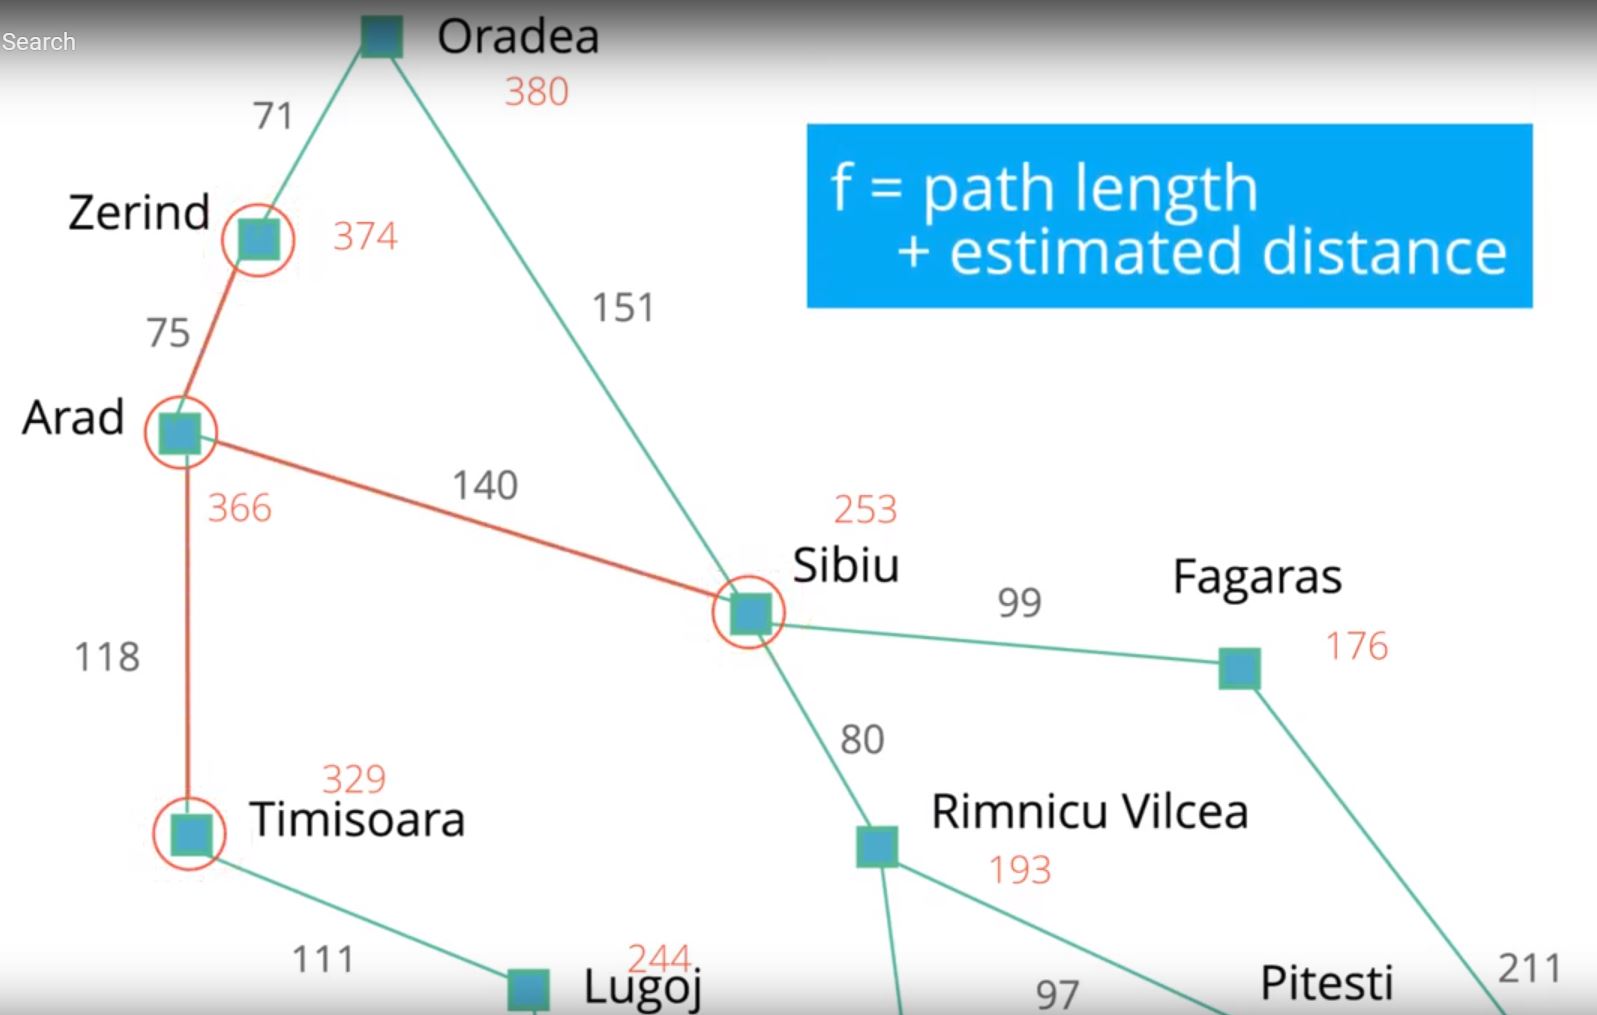 Search
Oradea
380
71
f = path length
+ estimated distance
Zerind
374
151
75
Arad
140
366
253
Sibiu
99
Fagaras
176
118
80
329
Timisoara
Rimnicu Vilcea
193
111
244
Lugoj
97
Pitesti
211